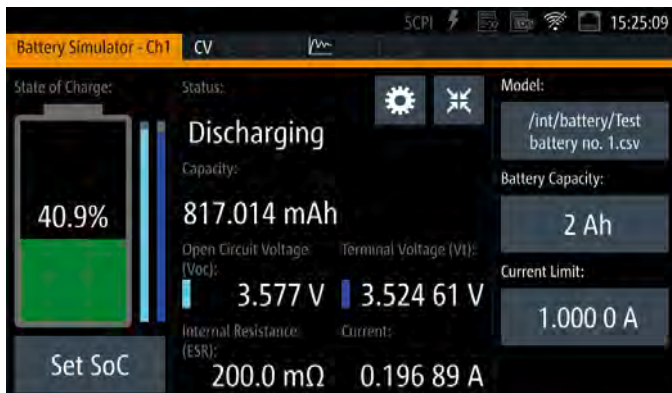 SCPI 15:25:09
Battery Simulator - Ch1 CV
State of Charge:
40.9%
Set SoC
Status:
Discharging
Capacity:
817.014 mAh
Open Circuit Voltage
(Voc):
3.577 V
Terminal Voltage (Vt):
3.524 61 V
Internal Resistance
(ESR):
200.0 mΩ
Current:
0.196 89 A
Model:
/int/battery/Test
battery no. 1.csv
Battery Capacity:
2 Ah
Current Limit:
1.000 0 A